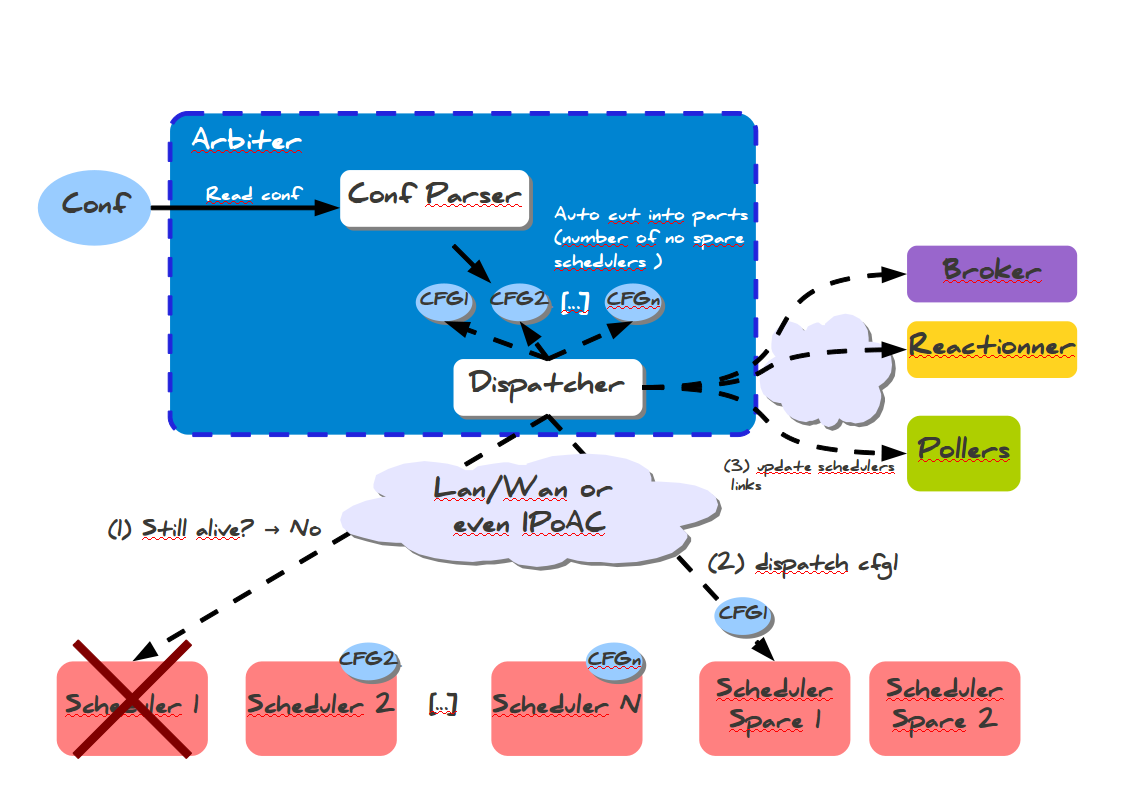 Arbiter
Conf
Read conf
Conf Parser
Auto cut into parts
(number of no spare
schedulers )
CFG1
CFG2
[...]
CFGn
Dispatcher
Broker
Reactionner
Pollers
(3) update schedulers
links
Lan/Wan or
even IPoAC
(1) Still alive? → No
(2) dispatch cfg1
CFG1
CFG2
CFGn
Scheduler 1
Scheduler 2
[...]
Scheduler N
Scheduler
Spare 1
Scheduler
Spare 2